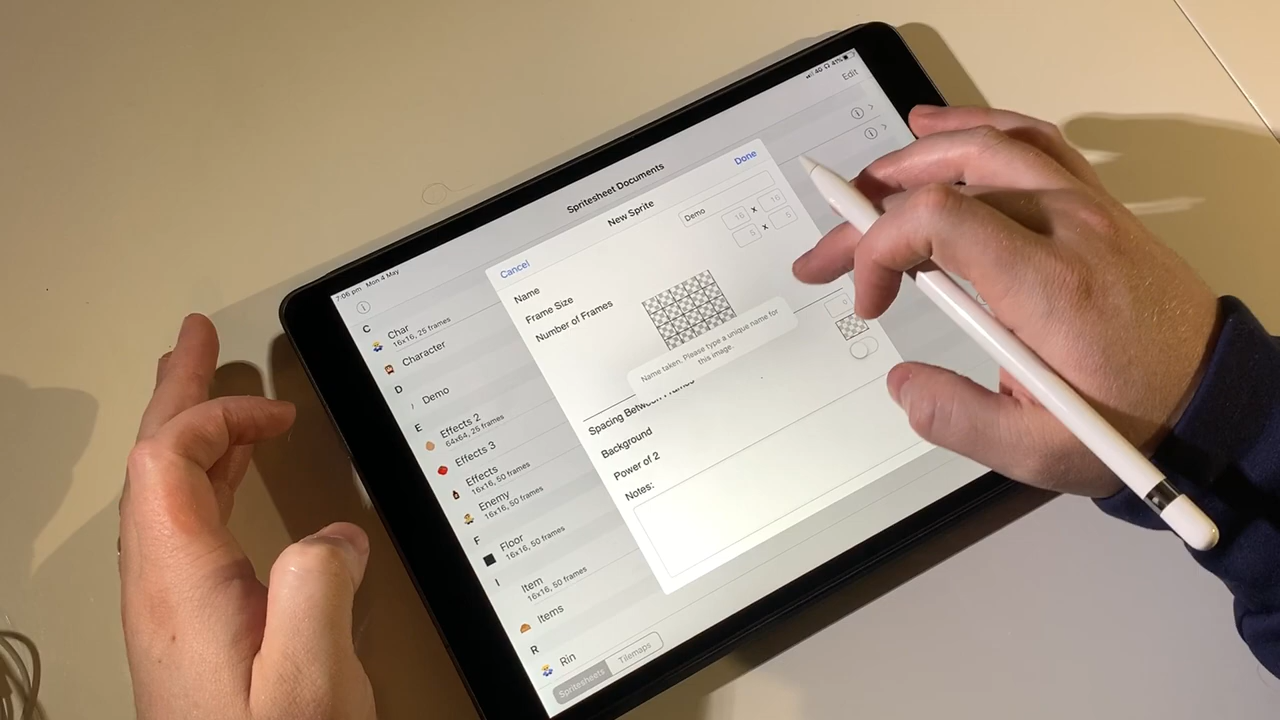 7:06 pm Mon 4 May
4G 41%
Spritesheet Documents
Edit
C
Char
16x16, 25 frames
Character
D
Demo
E
Effects 2
64x64, 25 frames
Effects 3
Effects
16x16, 50 frames
Enemy
16x16, 50 frames
F
Floor
16x16, 50 frames
I
Item
16x16, 50 frames
Items
R
Rin
Spritesheets
Tilemaps
Cancel
New Sprite
Done
Name
Demo
Frame Size
16 x 16
Number of Frames
5 x 5
Name taken. Please type a unique name for
this image.
Spacing Between Frames
0
Background
Power of 2
Notes: